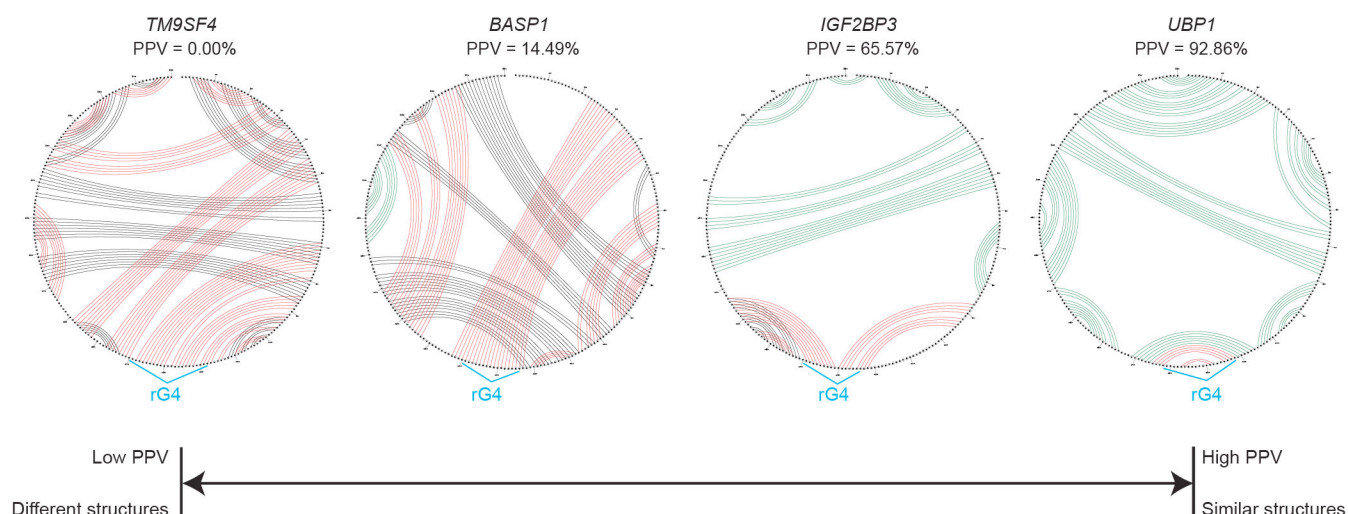 TM9SF4
PPV = 0.00%
BASP1
PPV = 14.49%
IGF2BP3
PPV = 65.57%
UBP1
PPV = 92.86%
rG4
rG4
rG4
rG4
Low PPV
High PPV
Different structures
Similar structures